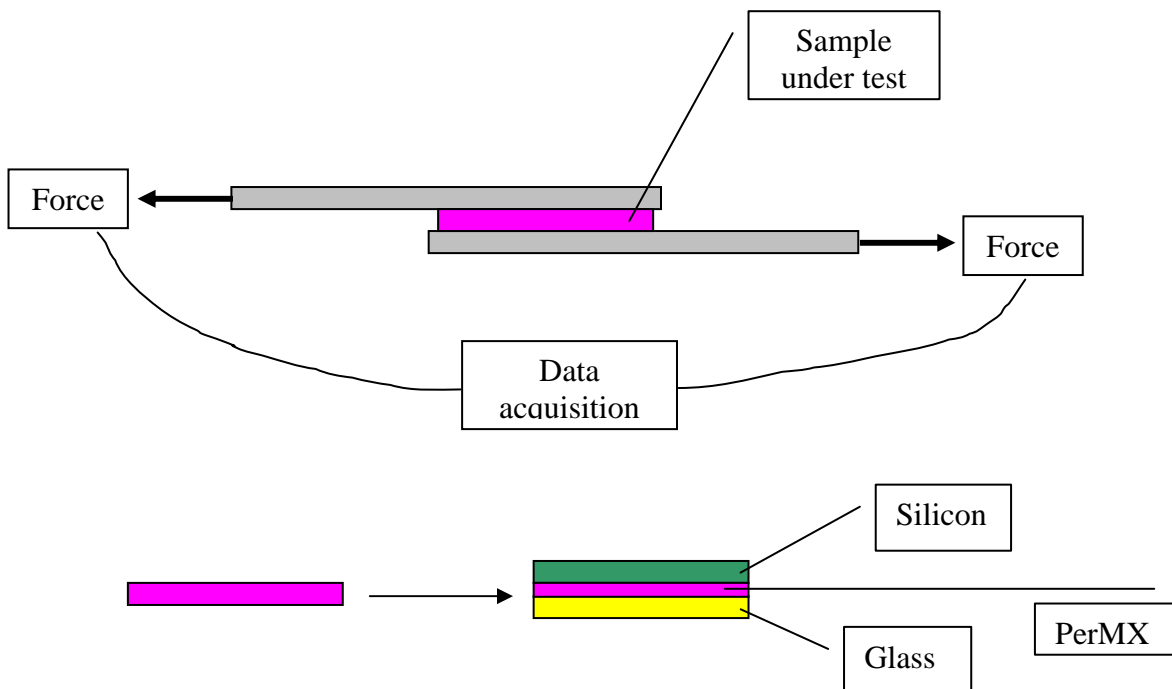 Sample
under test
Force
Force
Data
acquisition
Silicon
PerMX
Glass